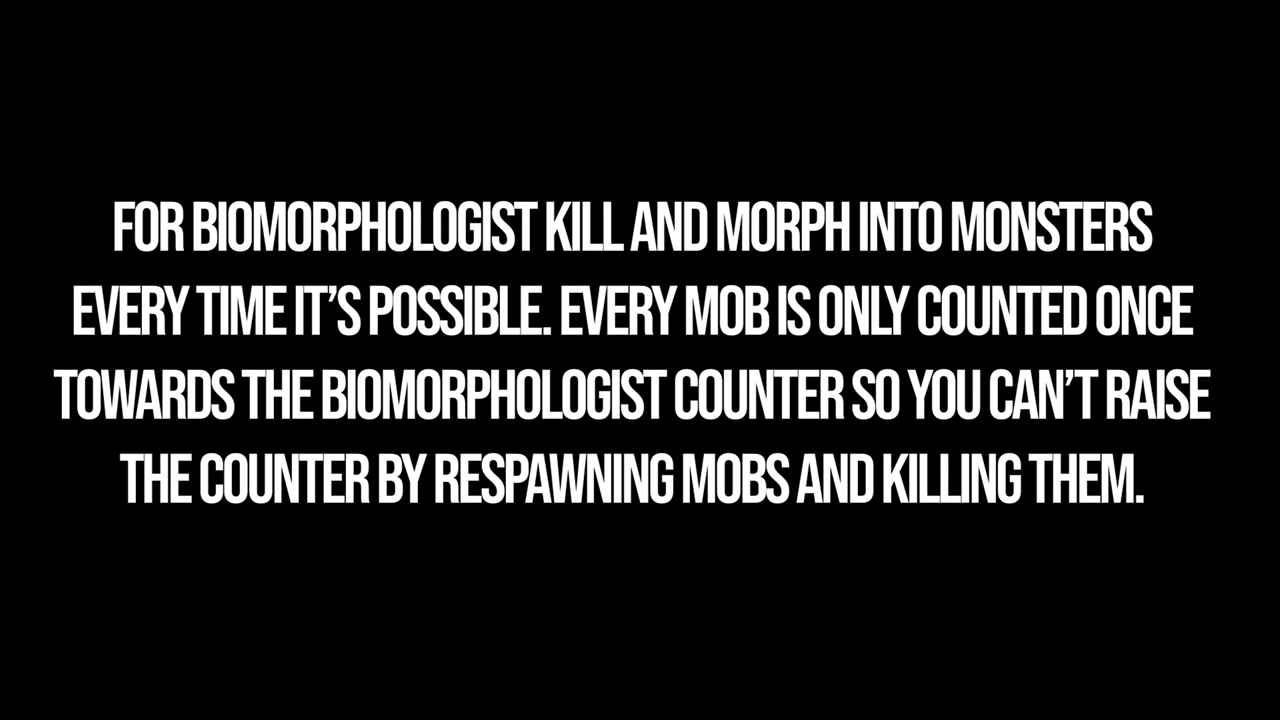 FOR BIOMORPHOLOGIST KILL AND MORPH INTO MONSTERS
EVERY TIME IT'S POSSIBLE. EVERY MOB IS ONLY COUNTED ONCE
TOWARDS THE BIOMORPHOLOGIST COUNTER SO YOU CAN'T RAISE
THE COUNTER BY RESPAWNING MOBS AND KILLING THEM.